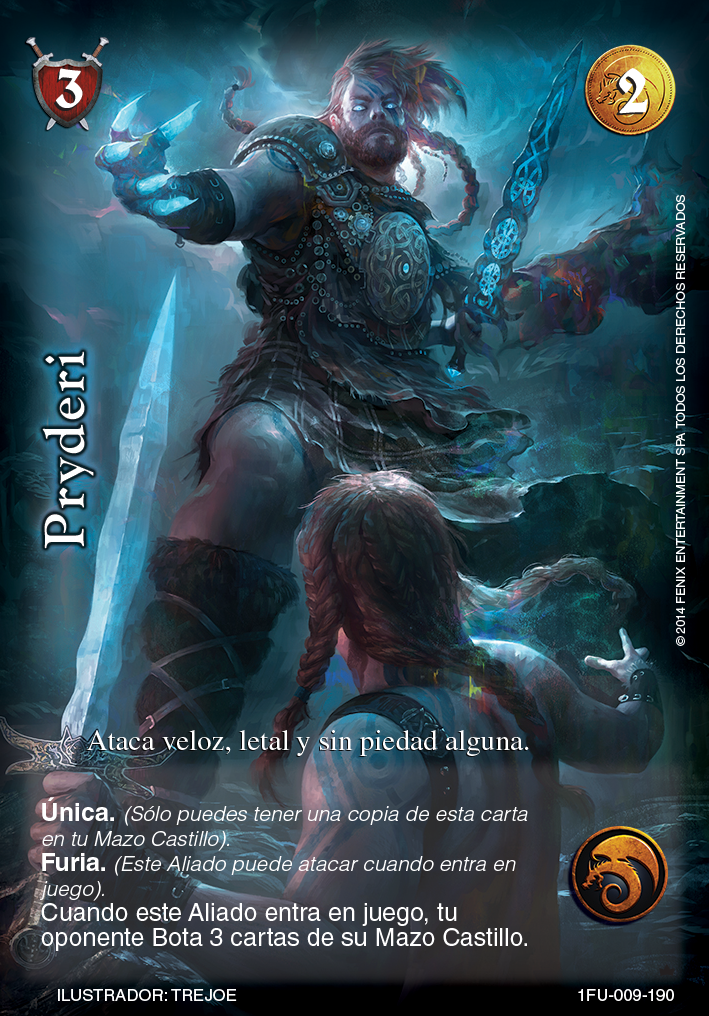 3
2
Pryderi
© 2014 FENIX ENTERTAINMENT SPA TODOS LOS DERECHOS RESERVADOS
Ataca veloz, letal y sin piedad alguna.
Única. (Sólo puedes tener una copia de esta carta
en tu Mazo Castillo).
Furia. (Este Aliado puede atacar cuando entra en
juego).
Cuando este Aliado entra en juego, tu
oponente Bota 3 cartas de su Mazo Castillo.
ILUSTRADOR: TREJOE
1FU-009-190